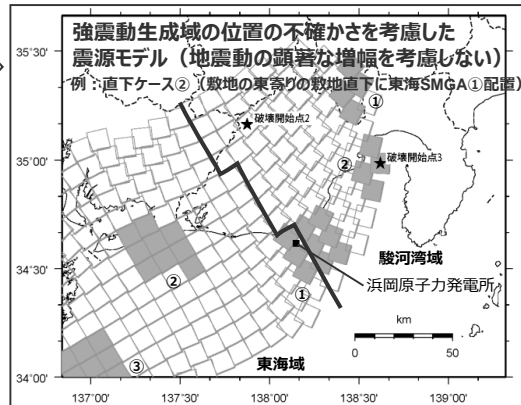 強震動生成域の位置の不確かさを考慮した
震源モデル（地震動の顕著な増幅を考慮しない）
例：直下ケース②（敷地の東寄りの敷地直下に東海SMGA①配置）
35°30'
①
破壊開始点2
35°00'
②
破壊開始点3
駿河湾域
34°30'
浜岡原子力発電所
②
①
km
0 50
③
東海域
34°00'
137°00' 137°30' 138°00' 138°30' 139°00'